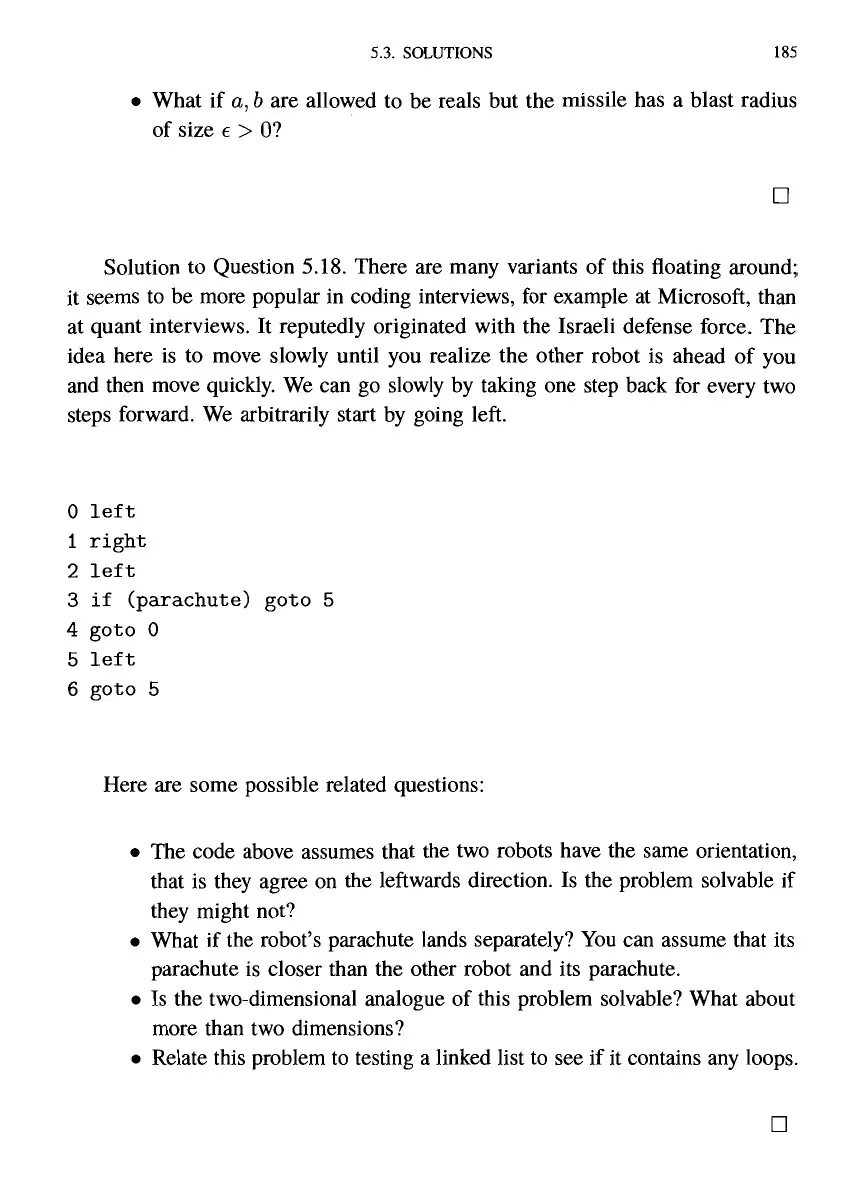 5.3. SOLUTIONS 185
• What if a, b are allowed to be reals but the missile has a blast radius
of size ϵ > 0?
□
Solution to Question 5.18. There are many variants of this floating around;
it seems to be more popular in coding interviews, for example at Microsoft, than
at quant interviews. It reputedly originated with the Israeli defense force. The
idea here is to move slowly until you realize the other robot is ahead of you
and then move quickly. We can go slowly by taking one step back for every two
steps forward. We arbitrarily start by going left.
0 left
1 right
2 left
3 if (parachute) goto 5
4 goto 0
5 left
6 goto 5
Here are some possible related questions:
• The code above assumes that the two robots have the same orientation,
that is they agree on the leftwards direction. Is the problem solvable if
they might not?
• What if the robot's parachute lands separately? You can assume that its
parachute is closer than the other robot and its parachute.
• Is the two-dimensional analogue of this problem solvable? What about
more than two dimensions?
• Relate this problem to testing a linked list to see if it contains any loops.
□